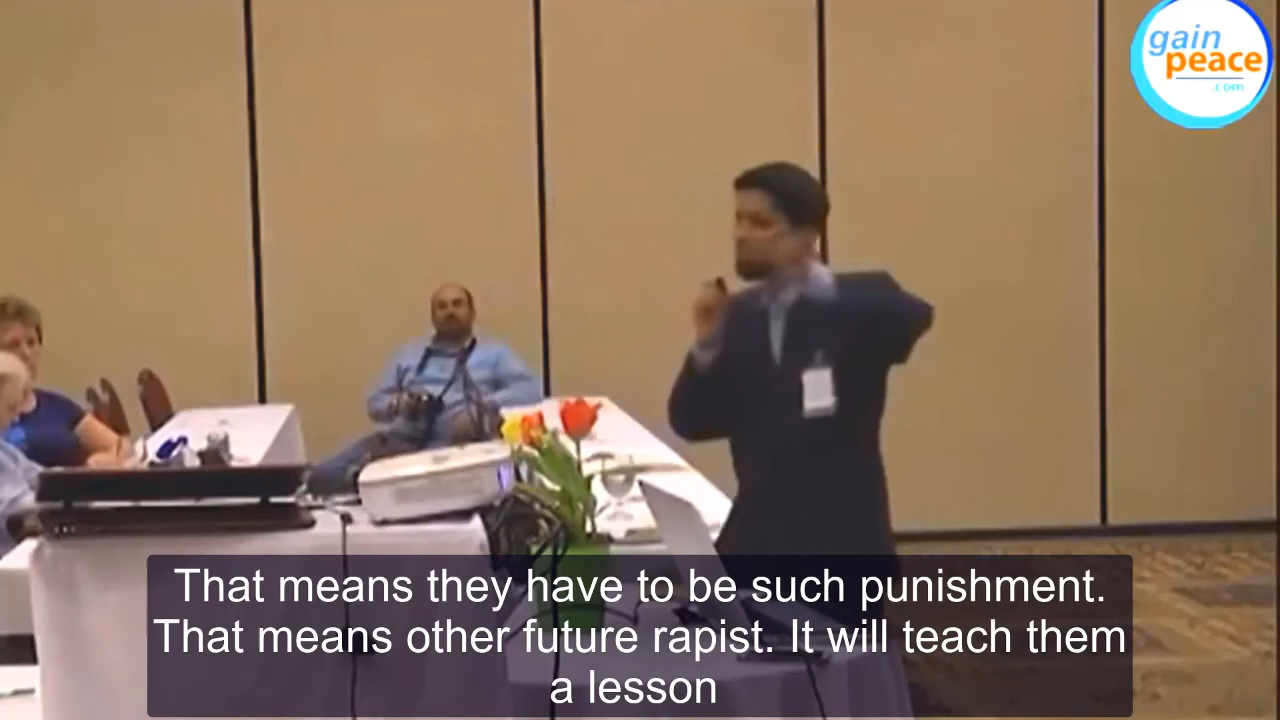 gain
peace
.com
That means they have to be such punishment.
That means other future rapist. It will teach them
a lesson